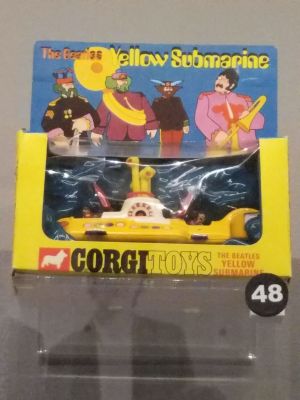 The Beatles Yellow Submarine
CORGI TOYS
THE BEATLES
YELLOW
SUBMARINE
48